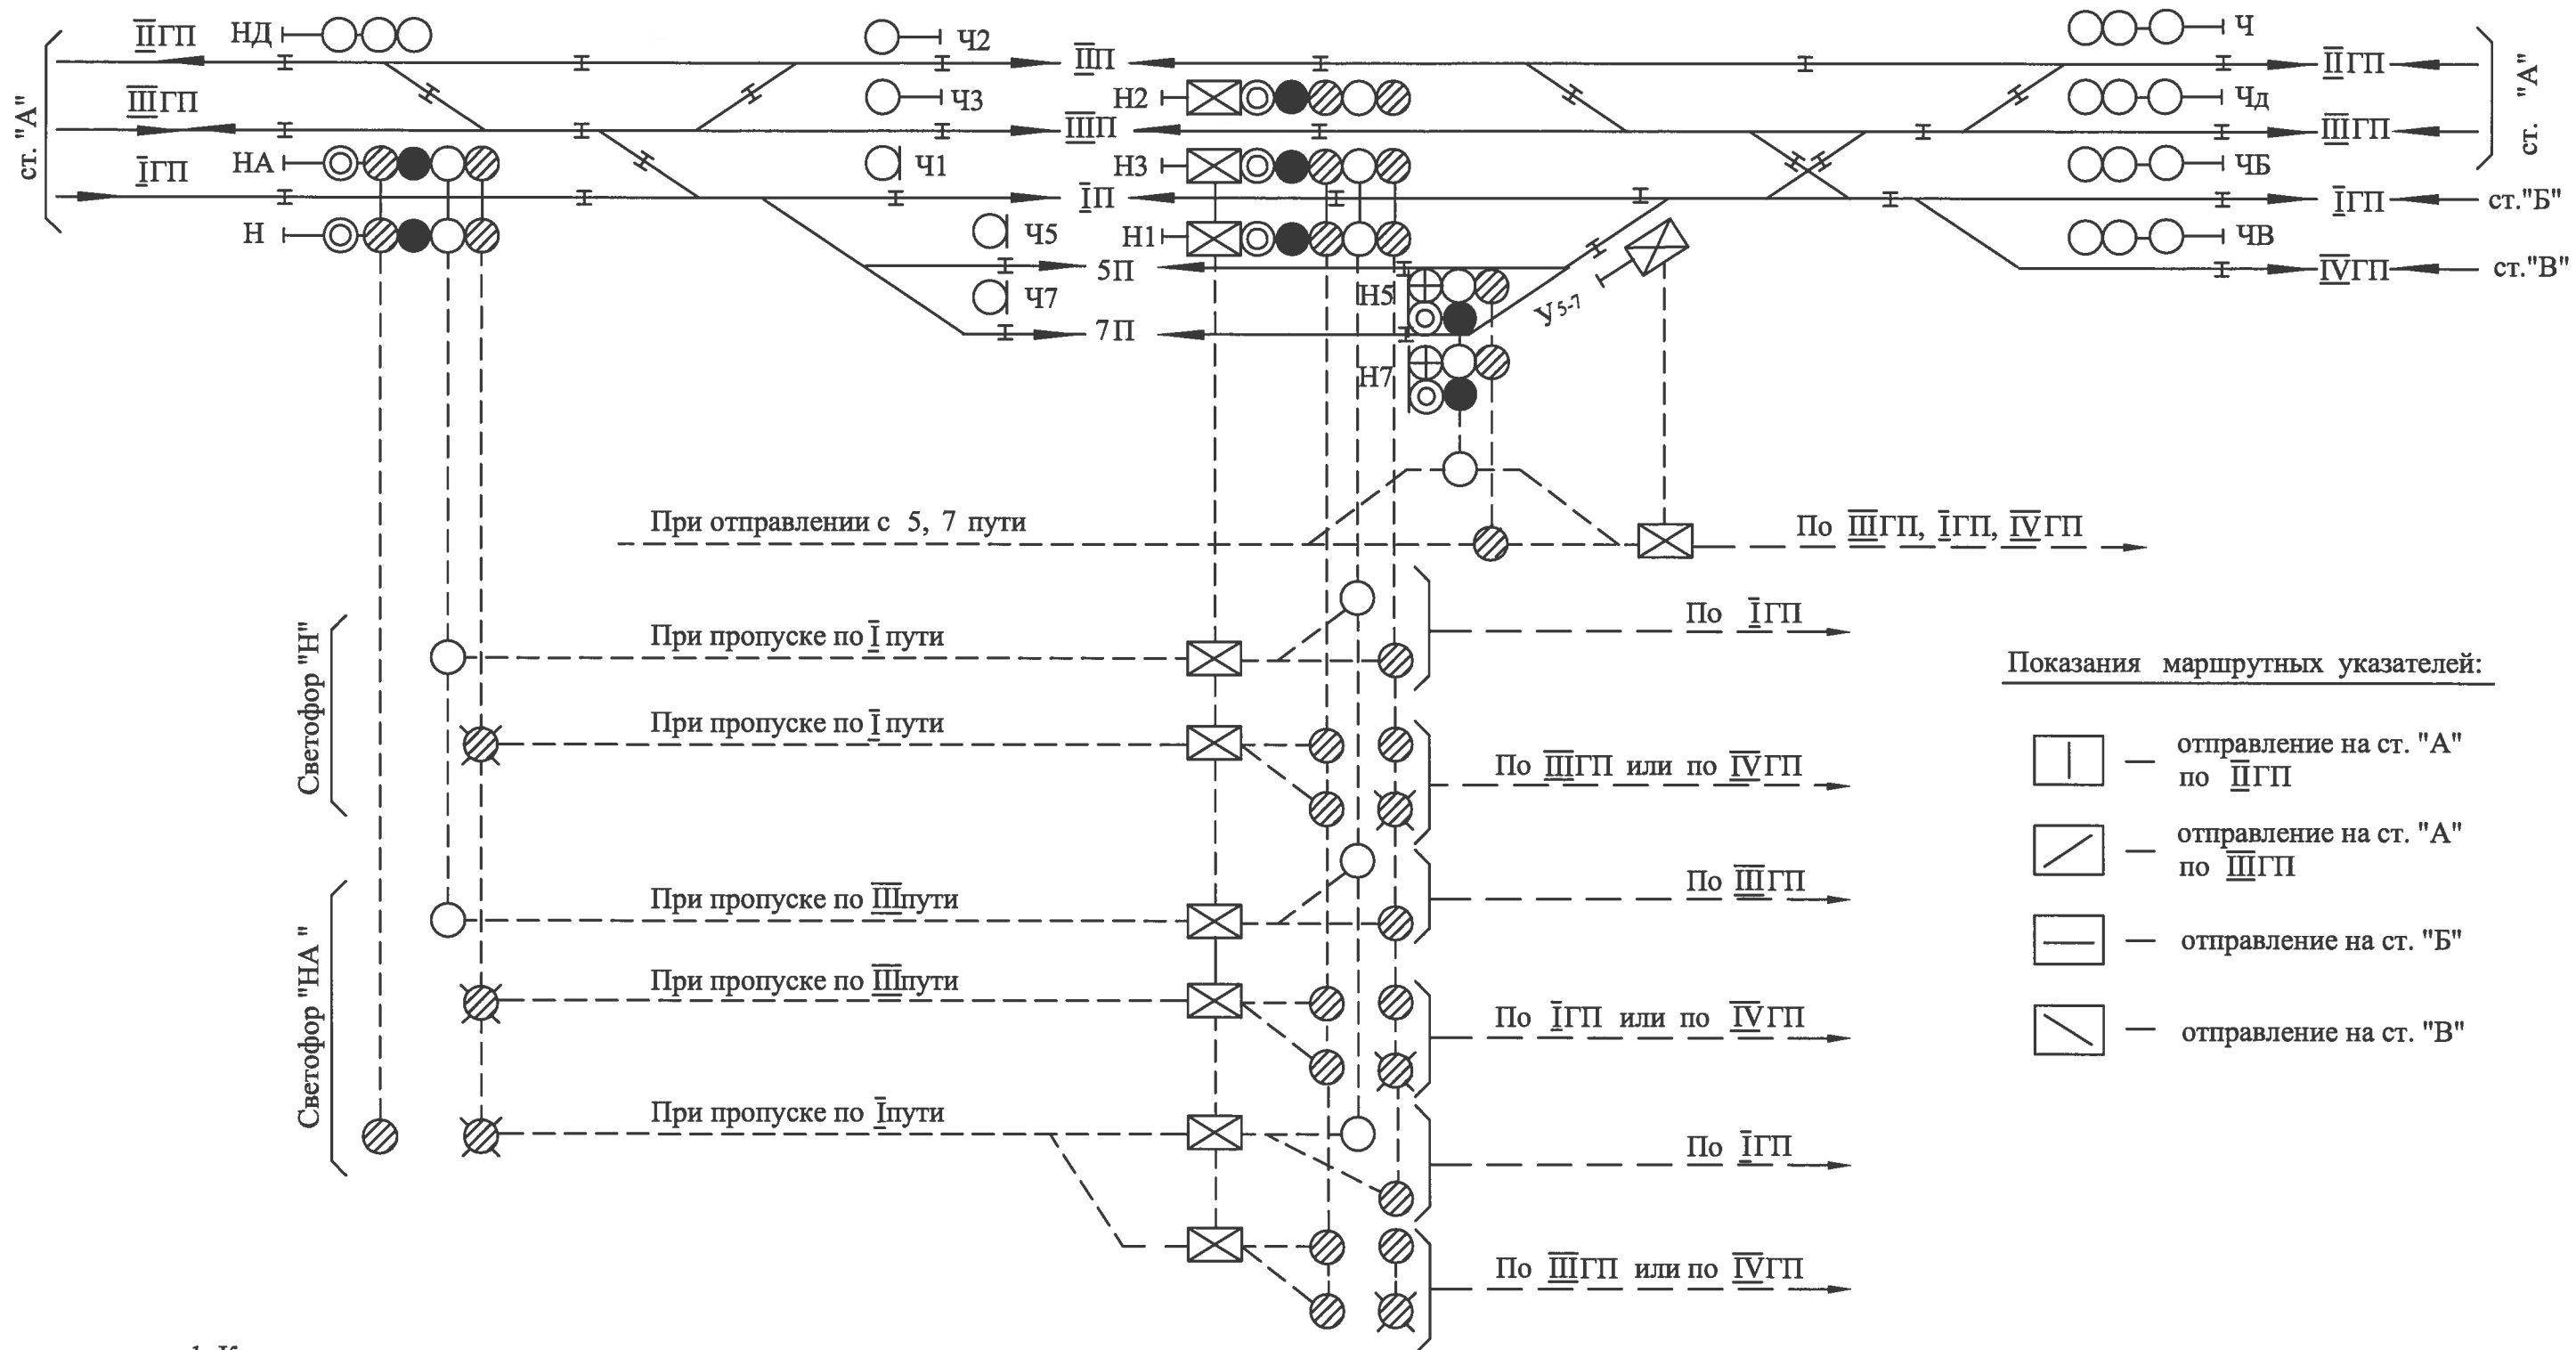 ст. "А"
IIГП
НД
Ч2
IIП
Ч
IIГП
ст. "А"
IIIГП
Ч3
Н2
IIIП
Чд
IIIГП
НА
IГП
Ч1
Н3
IП
ЧБ
IГП
ст."Б"
Н
Ч5
Н1
5П
ЧВ
IVГП
ст."В"
Ч7
7П
Н5
У5-7
Н7
При отправлении с 5, 7 пути
По IIIГП, IГП, IVГП
Светофор "Н"
При пропуске по I пути
По IГП
При пропуске по I пути
По IIIГП или по IVГП
Светофор "НА"
При пропуске по IIIпути
По IIIГП
При пропуске по IIIпути
По IГП или по IVГП
При пропуске по Iпути
По IГП
По IIIГП или по IVГП
Показания маршрутных указателей:
— отправление на ст. "А"
по IIГП
— отправление на ст. "А"
по IIIГП
— отправление на ст. "Б"
— отправление на ст. "В"